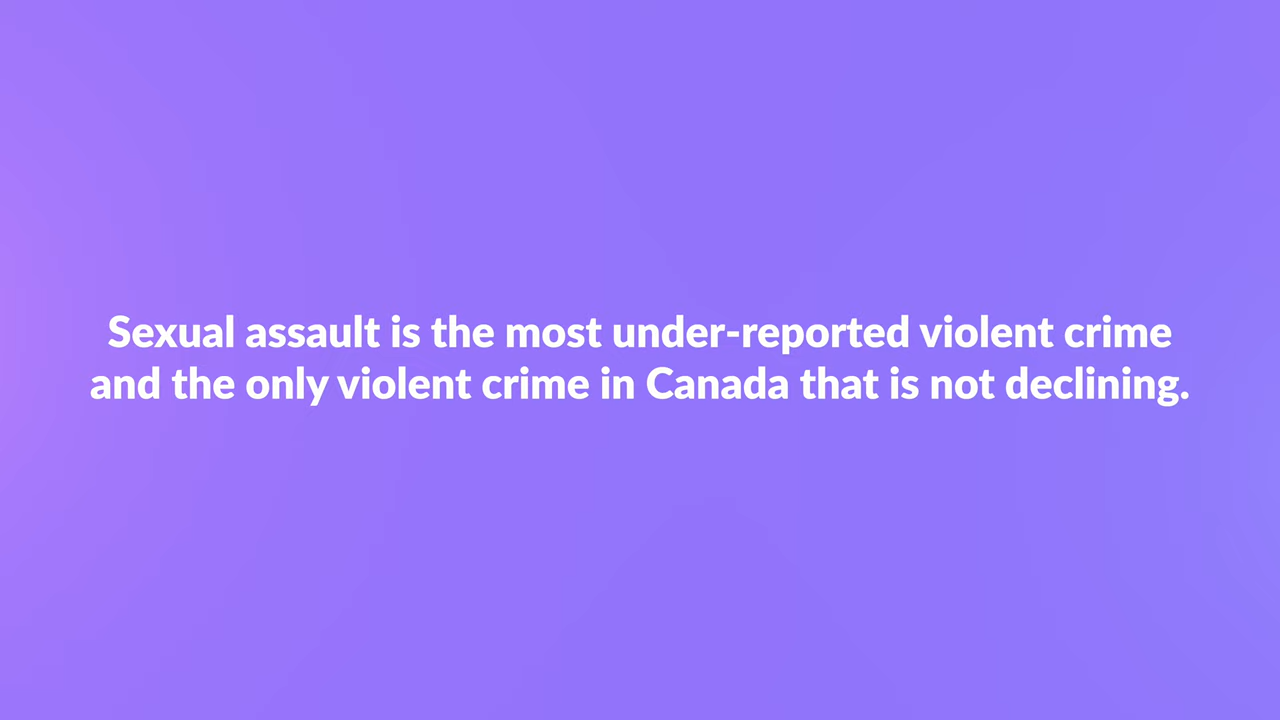 Sexual assault is the most under-reported violent crime
and the only violent crime in Canada that is not declining.